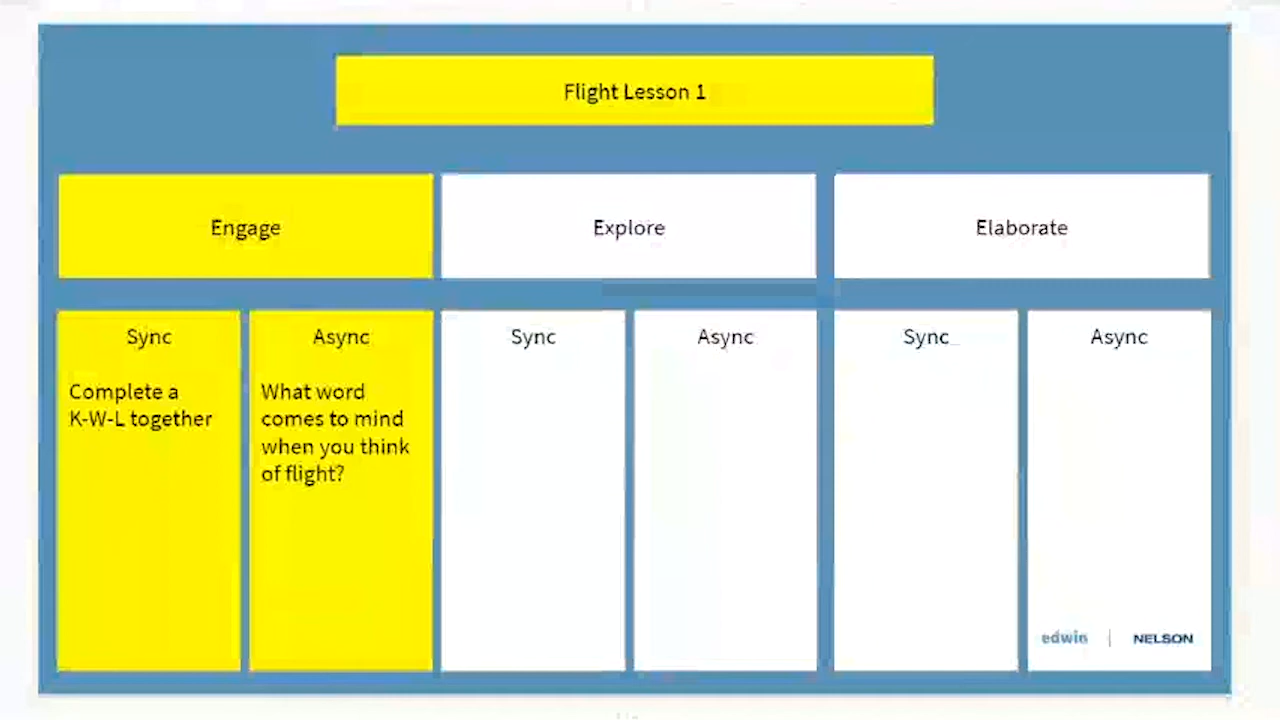 Flight Lesson 1
Engage
Explore
Elaborate
Sync
Complete a
K-W-L together
Async
What word
comes to mind
when you think
of flight?
Sync
Async
Sync
Async
edwin | NELSON